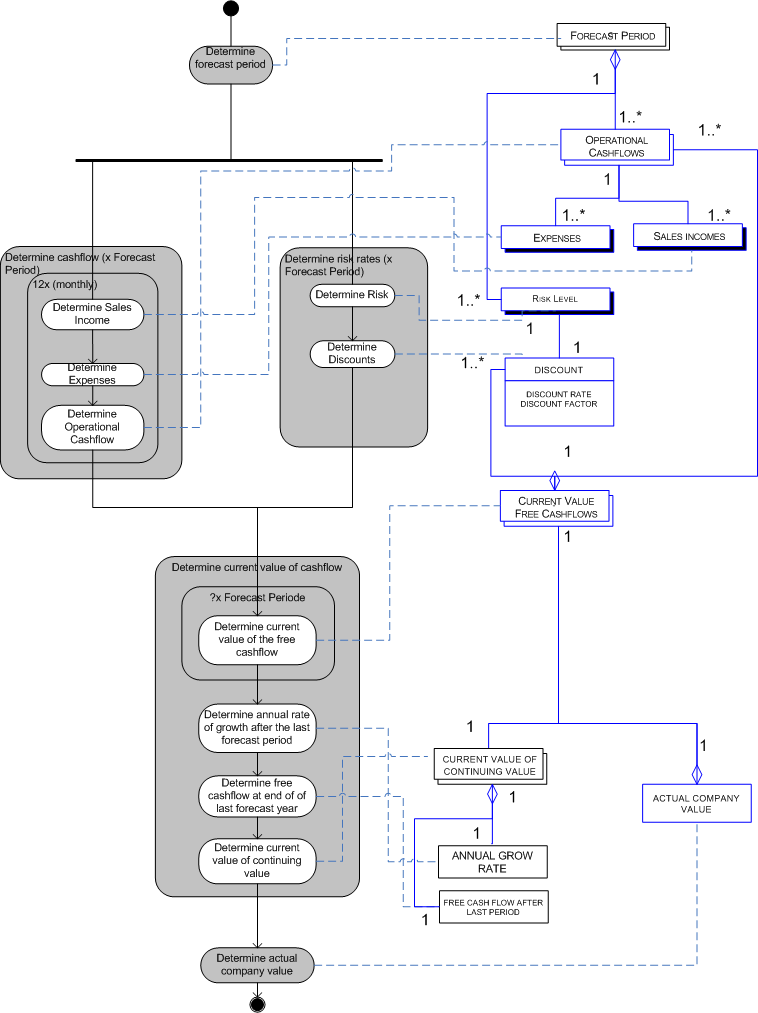 Determine
forecast period
FORECAST PERIOD
1
1..*
1..*
OPERATIONAL
CASHFLOWS
1
1..*
1..*
EXPENSES
SALES INCOMES
Determine cashflow (x Forecast
Period)
12x (monthly)
Determine Sales
Income
Determine
Expenses
Determine
Operational
Cashflow
Determine risk rates (x
Forecast Period)
Determine Risk
Determine
Discounts
1..*
RISK LEVEL
1
1
1..*
DISCOUNT
DISCOUNT RATE
DISCOUNT FACTOR
1
CURRENT VALUE
FREE CASHFLOWS
1
Determine current value of cashflow
?x Forecast Periode
Determine current
value of the free
cashflow
Determine annual rate
of growth after the last
forecast period
Determine free
cashflow at end of of
last forecast year
Determine current
value of continuing
value
1
1
CURRENT VALUE OF
CONTINUING VALUE
1
ACTUAL COMPANY
VALUE
1
ANNUAL GROW
RATE
FREE CASH FLOW AFTER
LAST PERIOD
1
Determine actual
company value